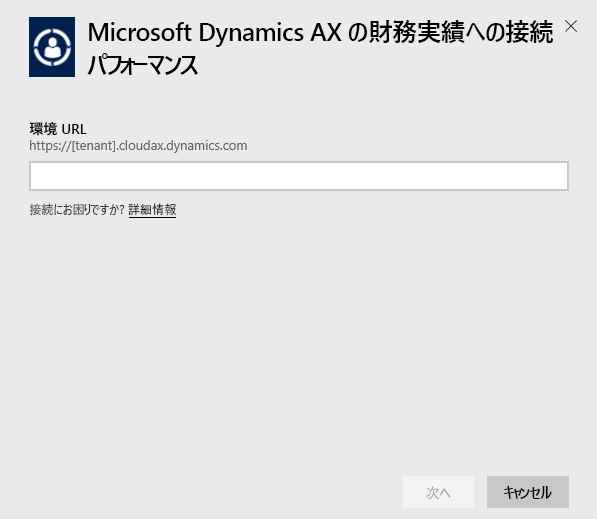 Microsoft Dynamics AX の財務実績への接続
パフォーマンス
環境 URL
https://[tenant].cloudax.dynamics.com
接続にお困りですか? 詳細情報
次へ
キャンセル